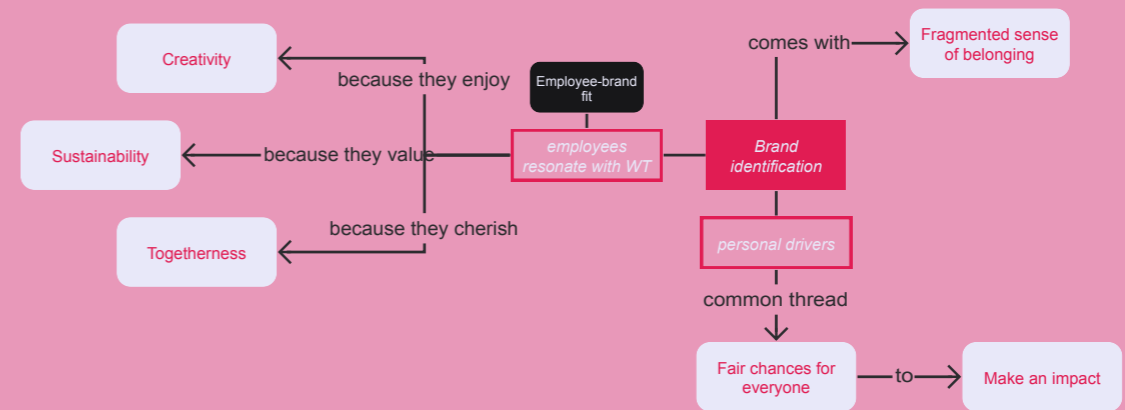 Creativity
because they enjoy
Sustainability
because they value
Togetherness
because they cherish
Employee-brand
fit
employees
resonate with WT
Brand
identification
comes with
Fragmented sense
of belonging
personal drivers
common thread
Fair chances for
everyone
to
Make an impact